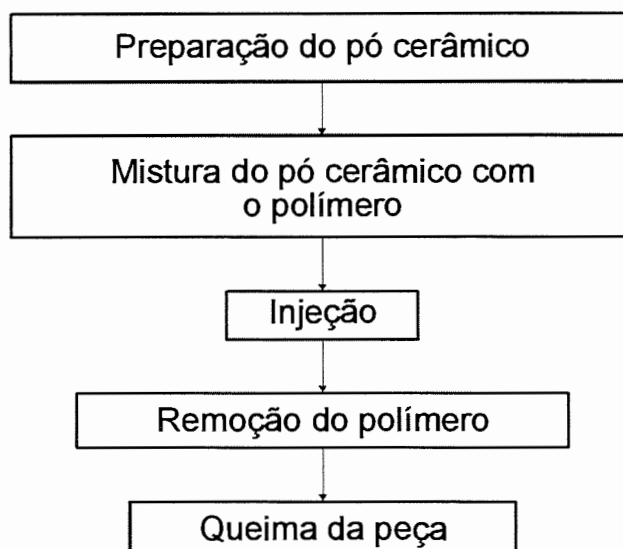 Preparação do pó cerâmico
Mistura do pó cerâmico com
o polímero
Injeção
Remoção do polímero
Queima da peça